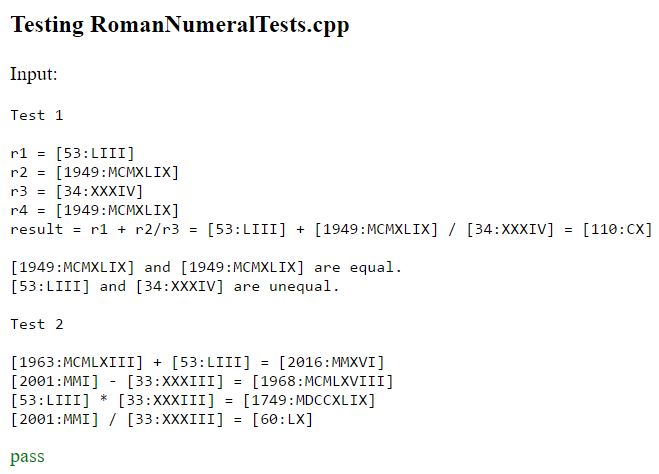 Testing RomanNumeralTests.cpp
Input:
Test 1
r1 = [53:LIII]
r2 = [1949:MCMXLIX]
r3 = [34:XXXIV]
r4 = [1949:MCMXLIX]
result = r1 + r2/r3 = [53:LIII] + [1949:MCMXLIX] / [34:XXXIV] = [110:CX]
[1949:MCMXLIX] and [1949:MCMXLIX] are equal.
[53:LIII] and [34:XXXIV] are unequal.
Test 2
[1963:MCMLXIII] + [53:LIII] = [2016:MMXVI]
[2001:MMI] - [33:XXXIII] = [1968:MCMLXVIII]
[53:LIII] * [33:XXXIII] = [1749:MDCCXLIX]
[2001:MMI] / [33:XXXIII] = [60:LX]
pass